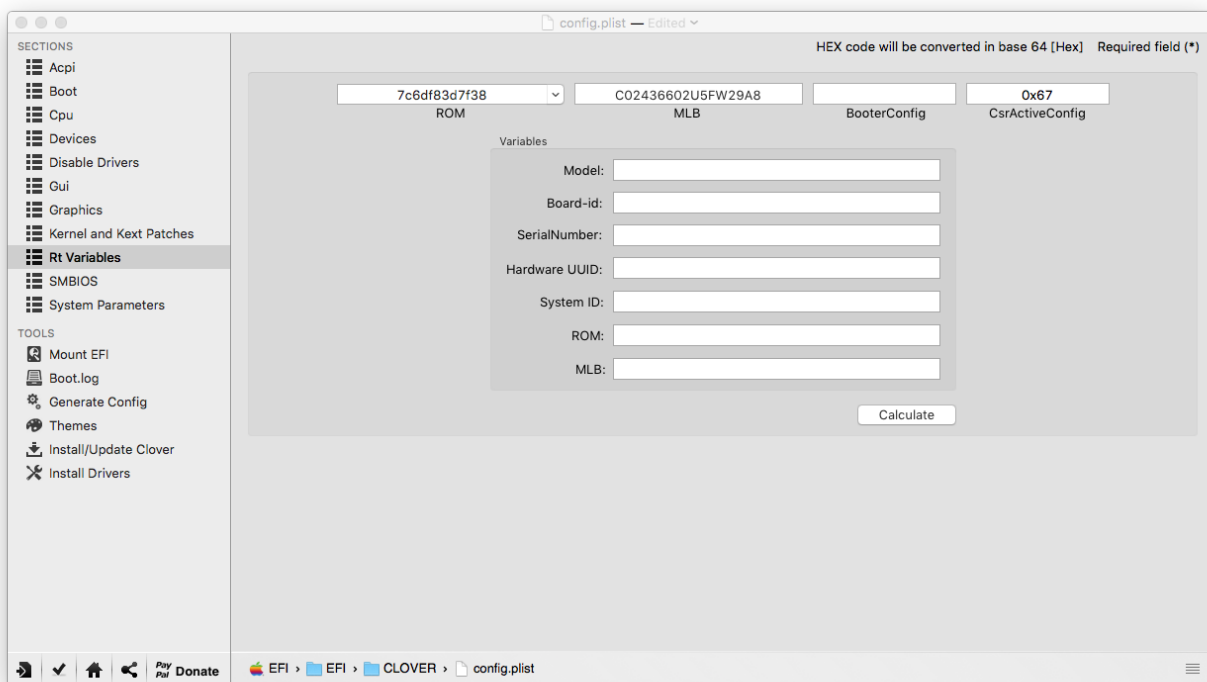 config.plist — Edited
SECTIONS
Acpi
Boot
Cpu
Devices
Disable Drivers
Gui
Graphics
Kernel and Kext Patches
Rt Variables
SMBIOS
System Parameters
TOOLS
Mount EFI
Boot.log
Generate Config
Themes
Install/Update Clover
Install Drivers
Pay Pal Donate
HEX code will be converted in base 64 [Hex] Required field (*)
7c6df83d7f38 C02436602U5FW29A8 0x67
ROM MLB BooterConfig CsrActiveConfig
Variables
Model:
Board-id:
SerialNumber:
Hardware UUID:
System ID:
ROM:
MLB:
Calculate
EFI › EFI › CLOVER › config.plist